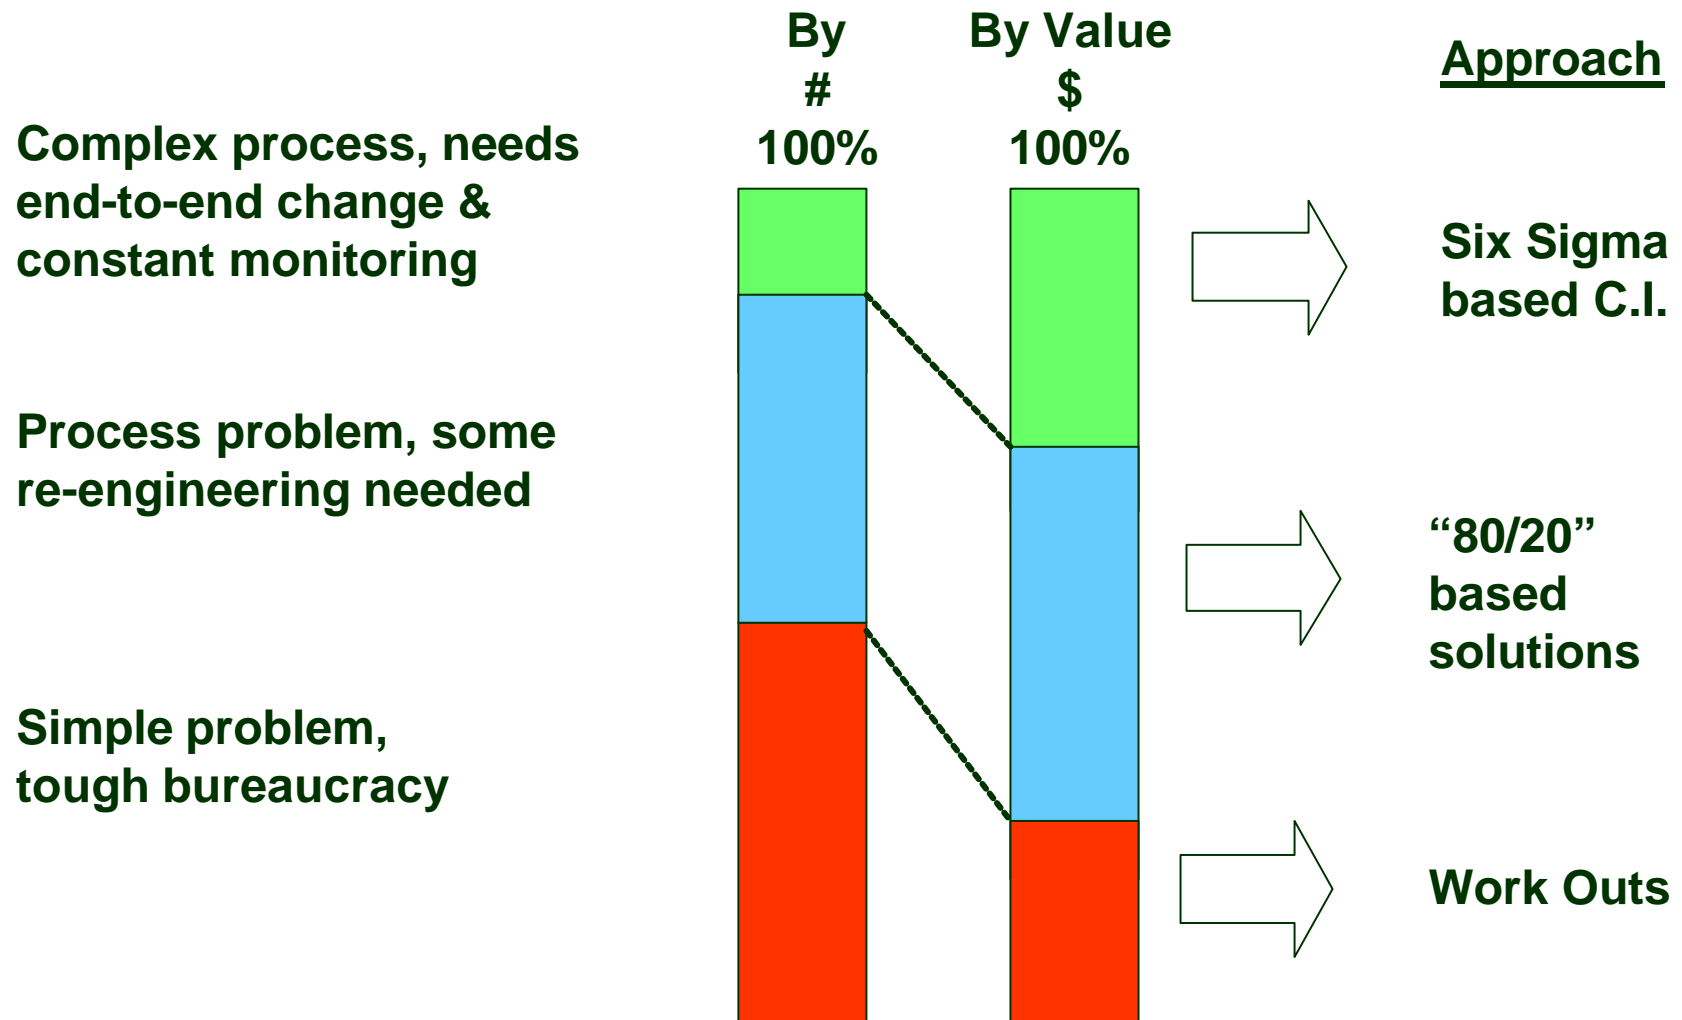 By
#
100%
By Value
$
100%
Approach
Complex process, needs
end-to-end change &
constant monitoring
Six Sigma
based C.I.
Process problem, some
re-engineering needed
“80/20”
based
solutions
Simple problem,
tough bureaucracy
Work Outs